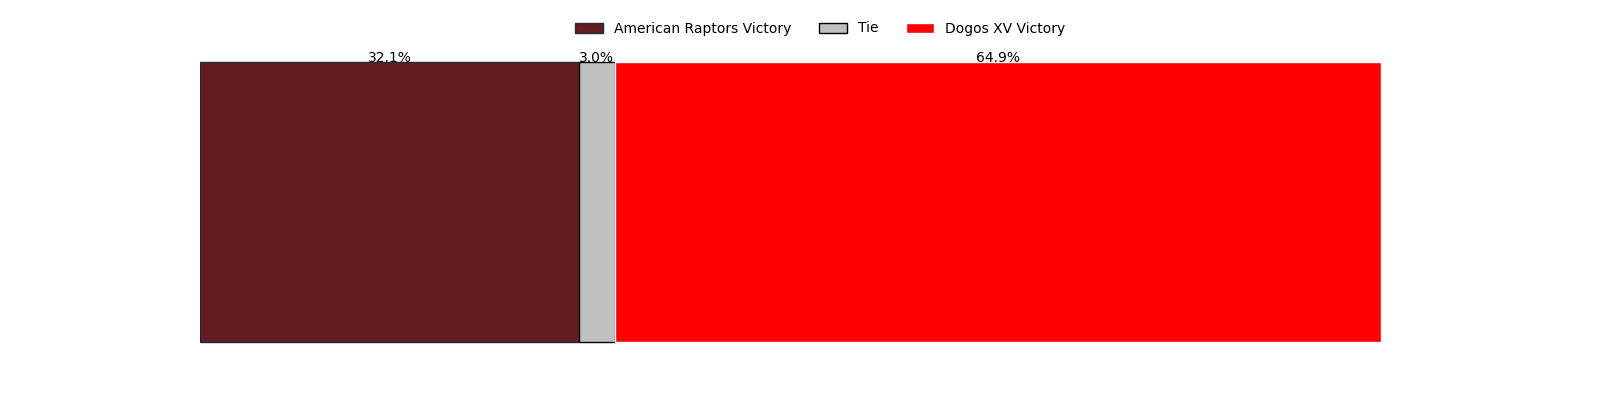 American Raptors Victory Tie Dogos XV Victory
32.1% 3.0% 64.9%